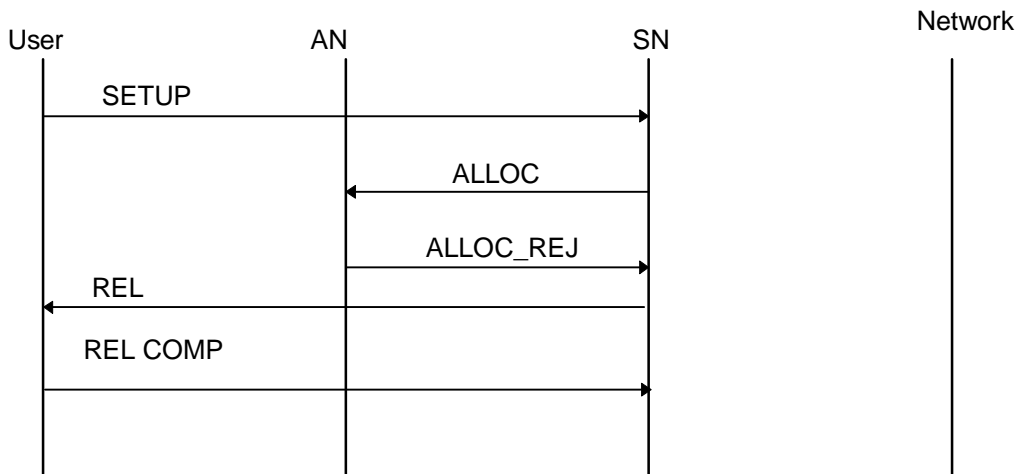 Network
User
AN
SN
SETUP
ALLOC
ALLOC_REJ
REL
REL COMP